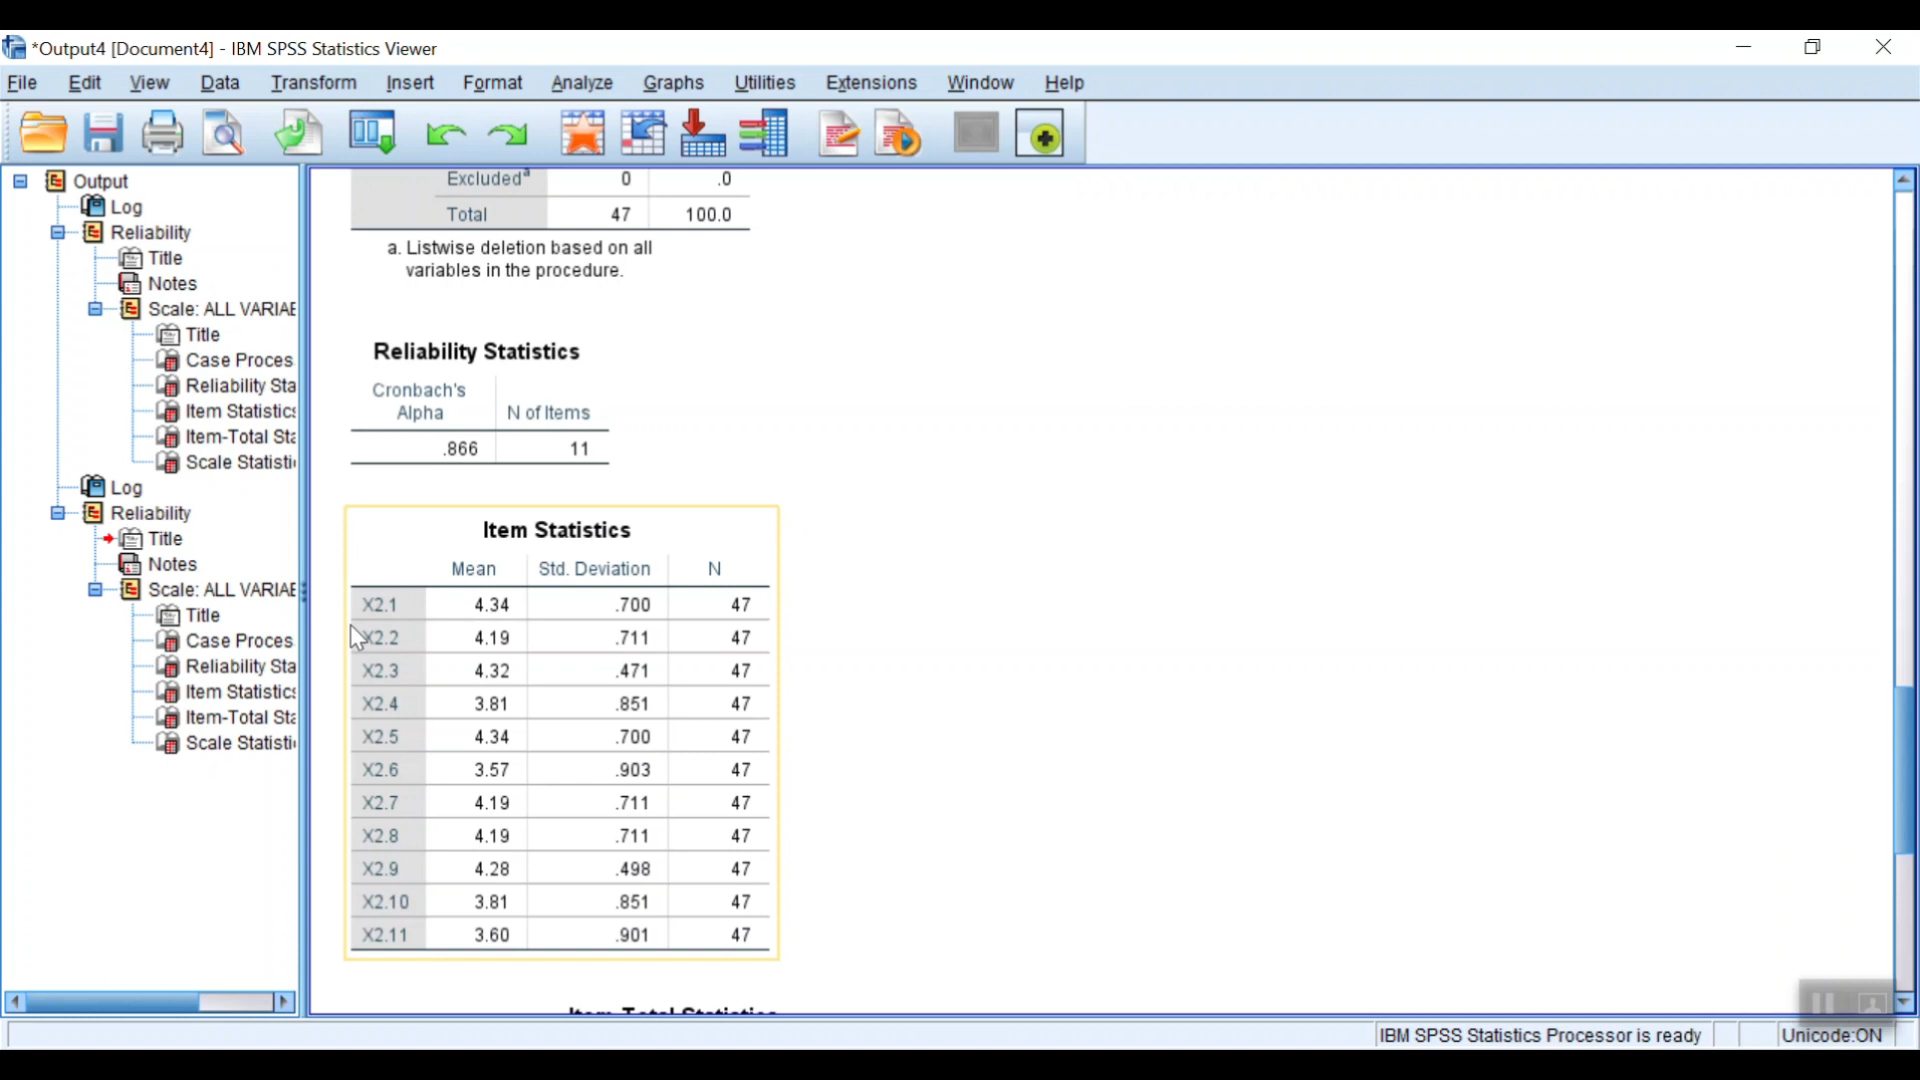 *Output4 [Document4] - IBM SPSS Statistics Viewer
File Edit View Data Transform Insert Format Analyze Graphs Utilities Extensions Window Help
Output
Log
Reliability
Title
Notes
Scale: ALL VARIAE
Title
Case Proces
Reliability Sta
Item Statistics
Item-Total Sta
Scale Statisti
Log
Reliability
Title
Notes
Scale: ALL VARIAE
Title
Case Proces
Reliability Sta
Item Statistics
Item-Total Sta
Scale Statisti
Excludedª 0 .0
Total 47 100.0
a. Listwise deletion based on all
variables in the procedure.
Reliability Statistics
Cronbach's
Alpha N of Items
.866 11
Item Statistics
Mean Std. Deviation N
X2.1 4.34 .700 47
X2.2 4.19 .711 47
X2.3 4.32 .471 47
X2.4 3.81 .851 47
X2.5 4.34 .700 47
X2.6 3.57 .903 47
X2.7 4.19 .711 47
X2.8 4.19 .711 47
X2.9 4.28 .498 47
X2.10 3.81 .851 47
X2.11 3.60 .901 47
Item-Total Statistics
IBM SPSS Statistics Processor is ready Unicode:ON